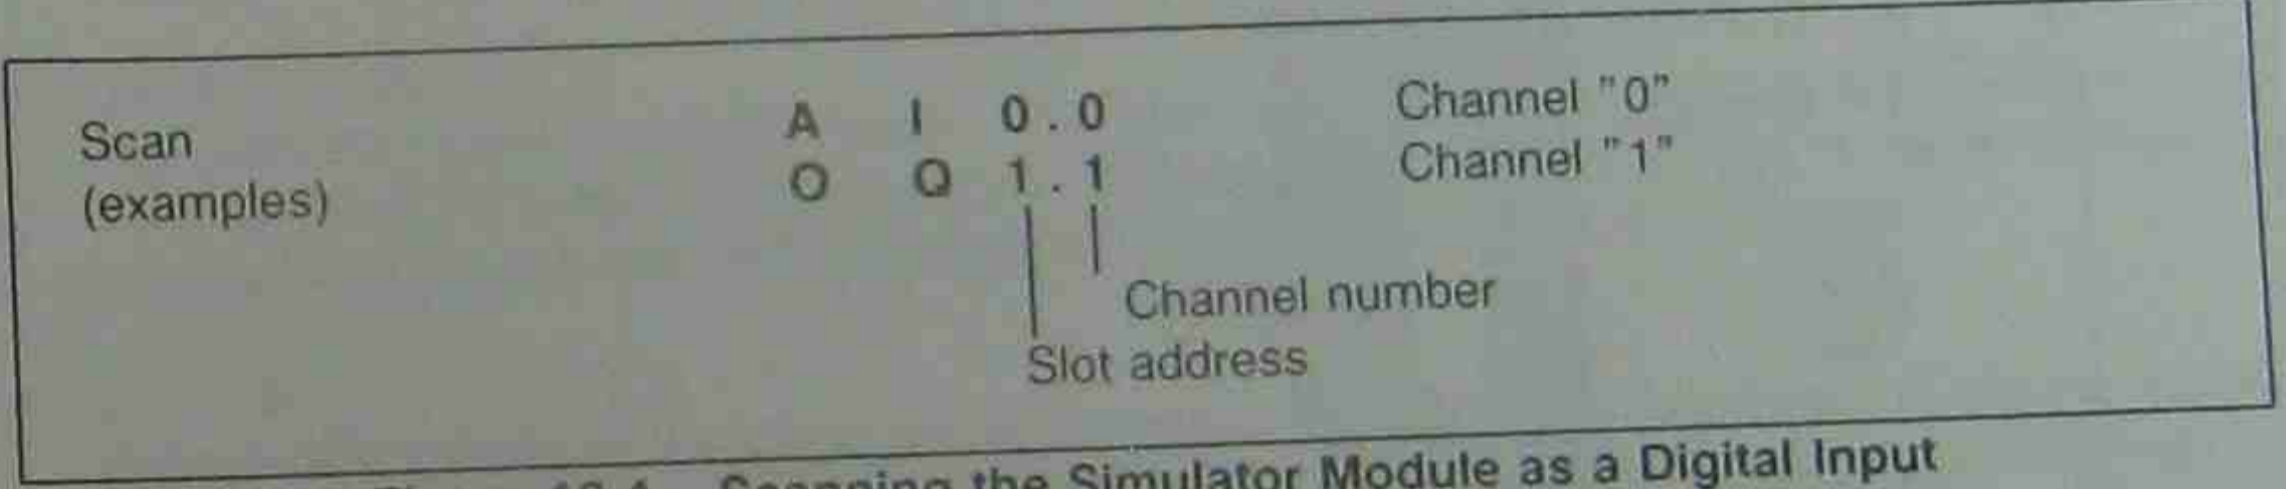 Scan A I 0.0 Channel "0"
(examples) O Q 1.1 Channel "1"
Channel number
Slot address
Scanning the Simulator Module as a Digital Input